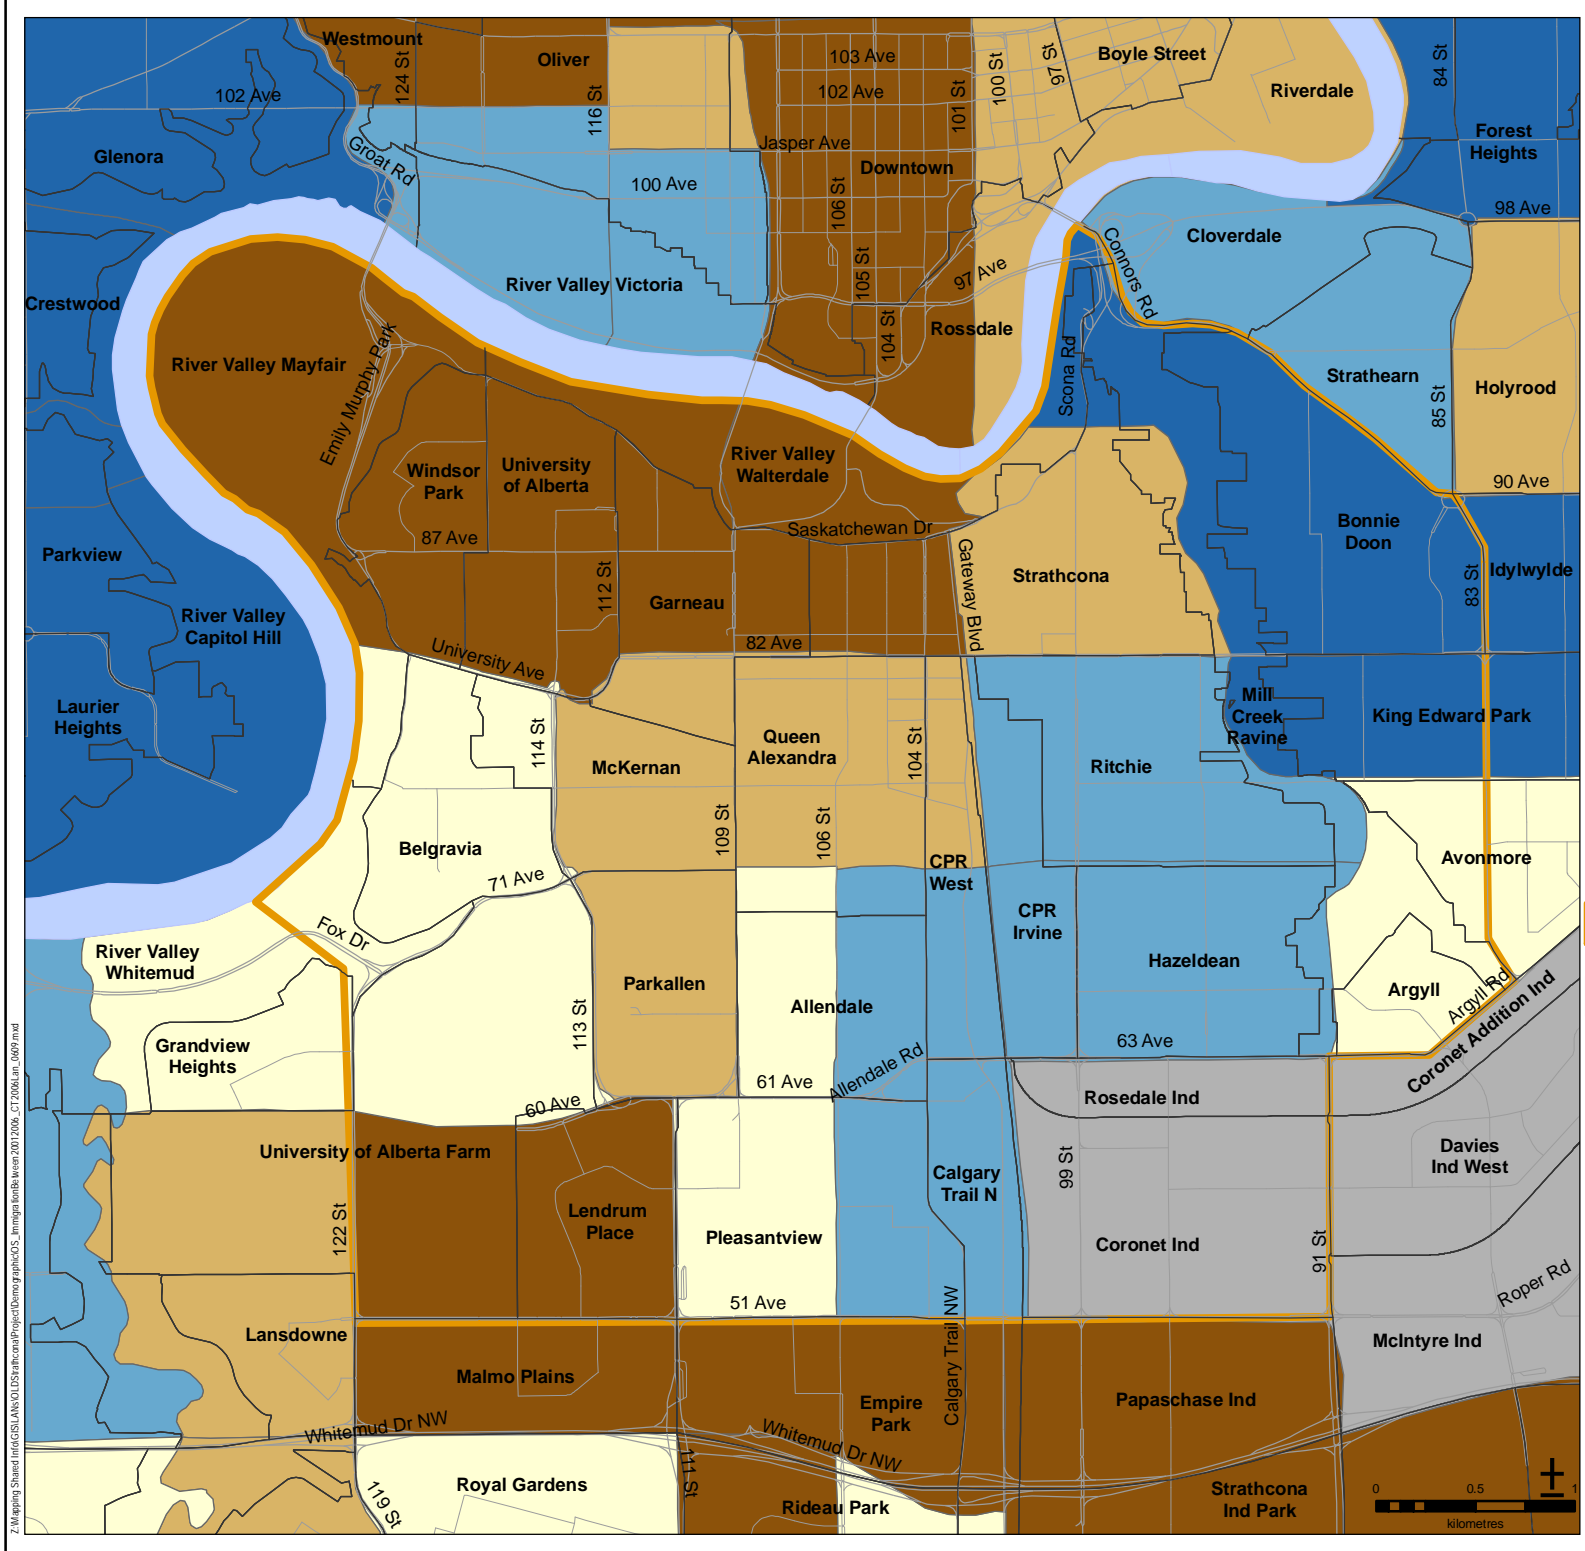 Westmount
Oliver
124 St
116 St
103 Ave
102 Ave
102 Ave
101 St
100 St
97 St
Boyle Street
Riverdale
84 St
Forest
Heights
Glenora
Groat Rd
Jasper Ave
Downtown
100 Ave
106 St
98 Ave
Cloverdale
Connors Rd
Crestwood
River Valley Victoria
105 St
97 Ave
104 St
Rossdale
River Valley Mayfair
Emily Murphy Park
Scona Rd
Strathearn
85 St
Holyrood
Windsor
Park
University
of Alberta
River Valley
Walterdale
90 Ave
87 Ave
Saskatchewan Dr
Bonnie
Doon
Parkview
Gateway Blvd
Strathcona
83 St
Idylwylde
River Valley
Capitol Hill
112 St
Garneau
82 Ave
University Ave
Laurier
Heights
114 St
McKernan
Queen
Alexandra
104 St
Ritchie
Mill
Creek
Ravine
King Edward Park
Belgravia
109 St
106 St
Avonmore
71 Ave
CPR
West
CPR
Irvine
Fox Dr
River Valley
Whitemud
Parkallen
Allendale
Hazeldean
Argyll
Argyll Rd
Coronet Addition Ind
113 St
Grandview
Heights
63 Ave
Allendale Rd
61 Ave
60 Ave
Rosedale Ind
University of Alberta Farm
Davies
Ind West
99 St
Calgary
Trail N
Lendrum
Place
122 St
Pleasantview
Coronet Ind
91 St
Roper Rd
51 Ave
Lansdowne
Calgary Trail NW
McIntyre Ind
Malmo Plains
Empire
Park
Papaschase Ind
Whitemud Dr NW
Whitemud Dr NW
111 St
119 St
Royal Gardens
Rideau Park
Strathcona
Ind Park
0
0.5
1
kilometres